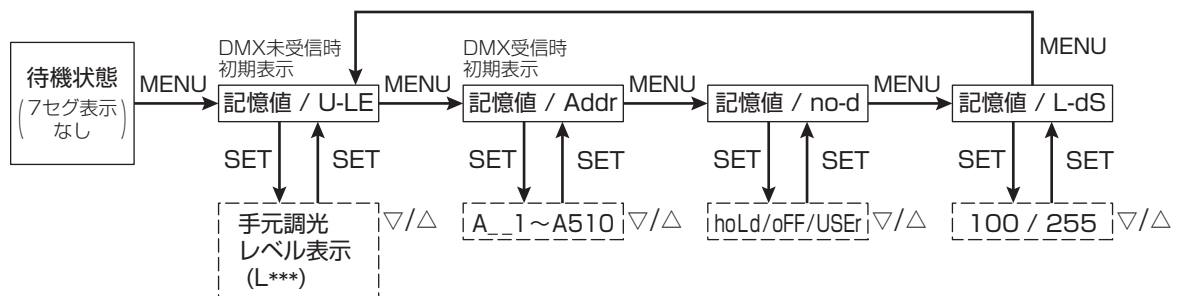 待機状態
(7セグ表示
なし)
MENU
DMX未受信時
初期表示
記憶値 / U-LE
SET
SET
手元調光
レベル表示
(L***)
▽/△
MENU
DMX受信時
初期表示
記憶値 / Addr
SET
SET
A__1～A510
▽/△
MENU
記憶値 / no-d
SET
SET
hoLd/oFF/USEr
▽/△
MENU
記憶値 / L-dS
SET
SET
100 / 255
▽/△
MENU